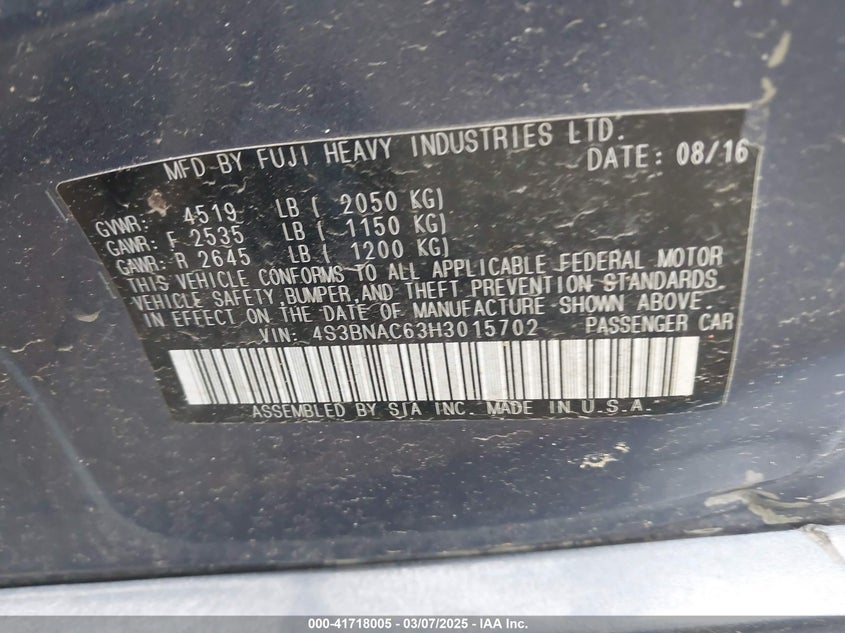 MFD BY FUJI HEAVY INDUSTRIES LTD.
DATE: 08/16
GVWR: 4519 LB ( 2050 KG)
GAWR: F 2535 LB ( 1150 KG)
GAWR: R 2645 LB ( 1200 KG)
THIS VEHICLE CONFORMS TO ALL APPLICABLE FEDERAL MOTOR
VEHICLE SAFETY, BUMPER, AND THEFT PREVENTION STANDARDS
IN EFFECT ON THE DATE OF MANUFACTURE SHOWN ABOVE.
VIN: 4S3BNAC63H3015702 PASSENGER CAR
ASSEMBLED BY SIA INC. MADE IN U.S.A.
000-41718005 — 03/07/2025 — IAA Inc.